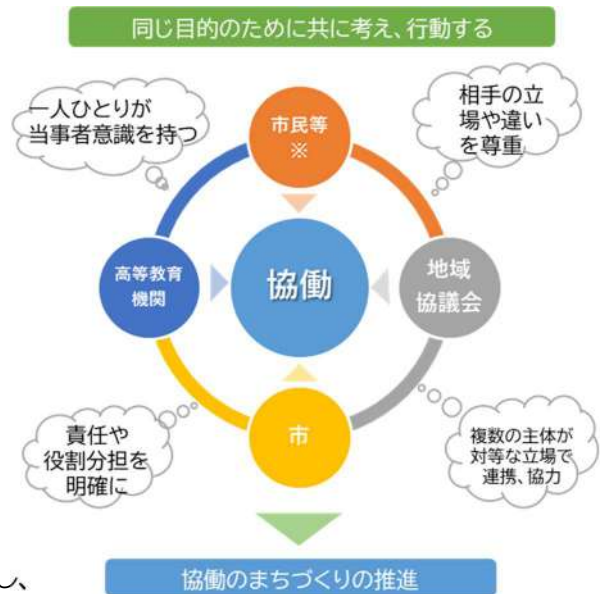 同じ目的のために共に考え、行動する
一人ひとりが
当事者意識を持つ
相手の立
場や違い
を尊重
市民等
※
高等教育
機関
協働
地域
協議会
市
責任や
役割分担を
明確に
複数の主体が
対等な立場で
連携、協力
し、
協働のまちづくりの推進